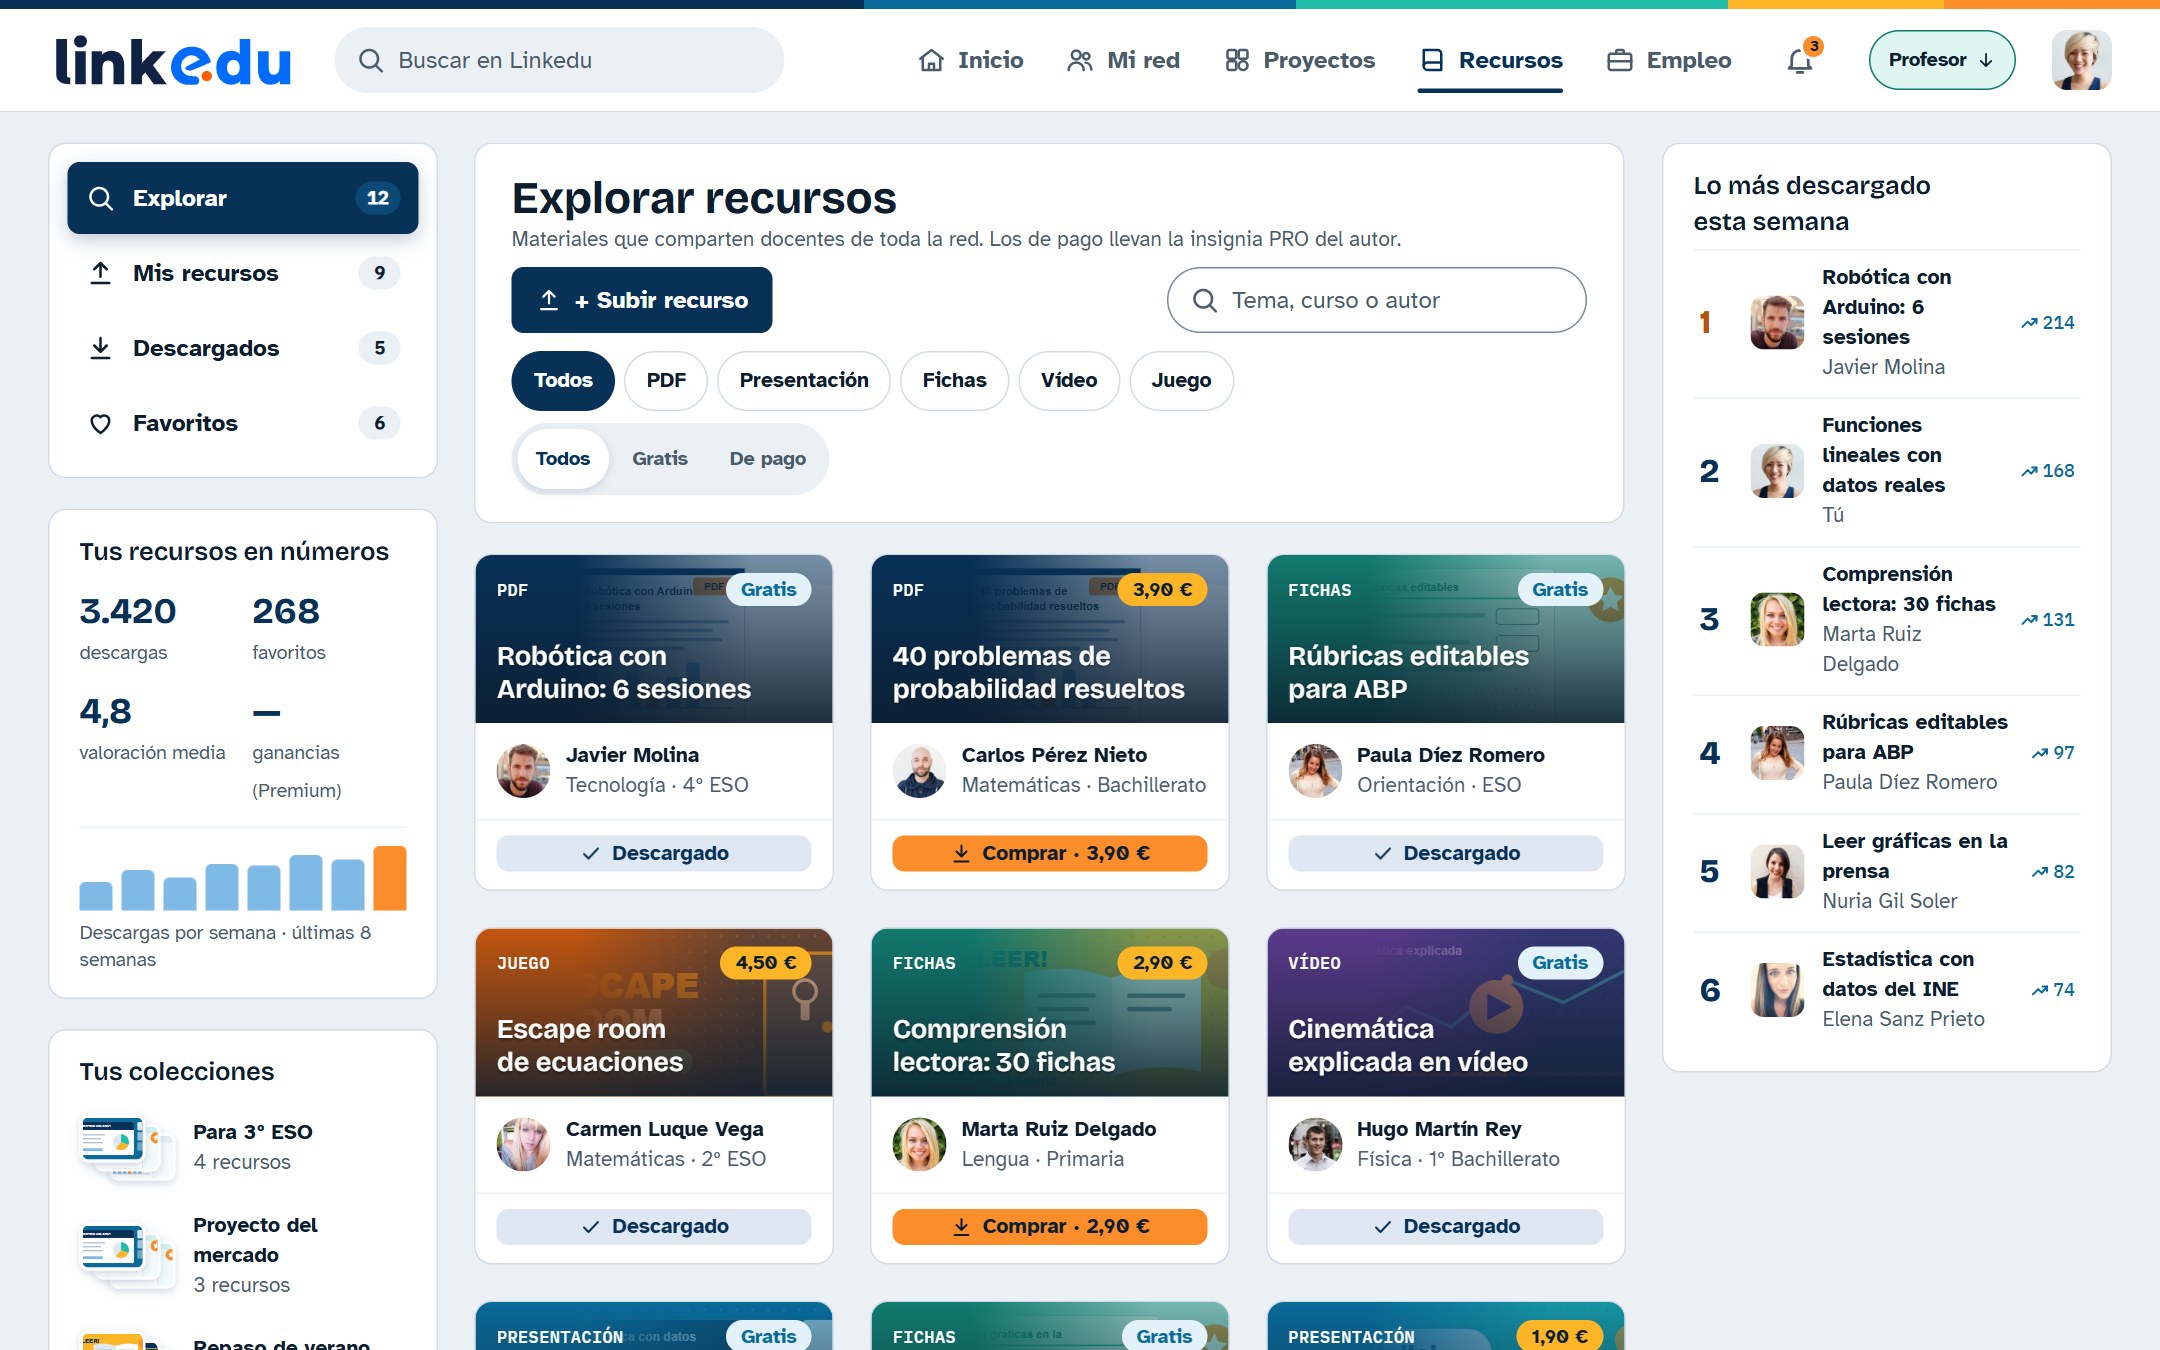 linkedu
Buscar en Linkedu
Inicio
Mi red
Proyectos
Recursos
Empleo
3
Profesor
Explorar
12
Mis recursos
9
Descargados
5
Favoritos
6
Tus recursos en números
3.420
268
descargas
favoritos
4,8
—
valoración media
ganancias
(Premium)
Descargas por semana · últimas 8
semanas
Tus colecciones
Para 3º ESO
4 recursos
Proyecto del
mercado
3 recursos
LEER!
Repaso de verano
Explorar recursos
Materiales que comparten docentes de toda la red. Los de pago llevan la insignia PRO del autor.
+ Subir recurso
Tema, curso o autor
Todos
PDF
Presentación
Fichas
Vídeo
Juego
Todos
Gratis
De pago
PDF
PDF
Gratis
Robótica con
Arduino: 6 sesiones
Javier Molina
Tecnología · 4º ESO
Descargado
PDF
3,90 €
40 problemas de
probabilidad resueltos
Carlos Pérez Nieto
Matemáticas · Bachillerato
Comprar · 3,90 €
FICHAS
Gratis
Rúbricas editables
para ABP
Paula Díez Romero
Orientación · ESO
Descargado
JUEGO
4,50 €
Escape room
de ecuaciones
Carmen Luque Vega
Matemáticas · 2º ESO
Descargado
FICHAS
LEER!
2,90 €
Comprensión
lectora: 30 fichas
Marta Ruiz Delgado
Lengua · Primaria
Comprar · 2,90 €
VÍDEO
Gratis
Cinemática
explicada en vídeo
Hugo Martín Rey
Física · 1º Bachillerato
Descargado
PRESENTACIÓN
Gratis
FICHAS
Gratis
PRESENTACIÓN
1,90 €
Lo más descargado
esta semana
1
Robótica con
Arduino: 6
sesiones
Javier Molina
214
2
Funciones
lineales con
datos reales
Tú
168
3
Comprensión
lectora: 30 fichas
Marta Ruiz
Delgado
131
4
Rúbricas editables
para ABP
Paula Díez Romero
97
5
Leer gráficas en la
prensa
Nuria Gil Soler
82
6
Estadística con
datos del INE
Elena Sanz Prieto
74